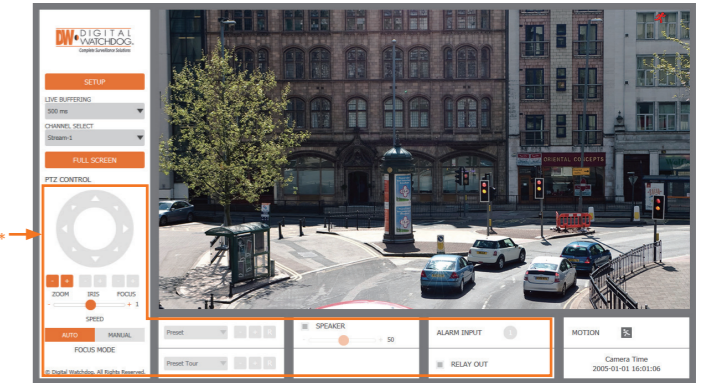 DW DIGITAL
WATCHDOG®
Complete Surveillance Solutions
SETUP
LIVE BUFFERING
500 ms
CHANNEL SELECT
Stream-1
FULL SCREEN
PTZ CONTROL
*
- +
ZOOM IRIS FOCUS
- + 1
SPEED
AUTO MANUAL
FOCUS MODE
© Digital Watchdog. All Rights Reserved.
ORIENTAL CONCEPTS
Preset
Preset Tour
SPEAKER
- + 50
ALARM INPUT 1
RELAY OUT
MOTION
Camera Time
2005-01-01 16:01:06